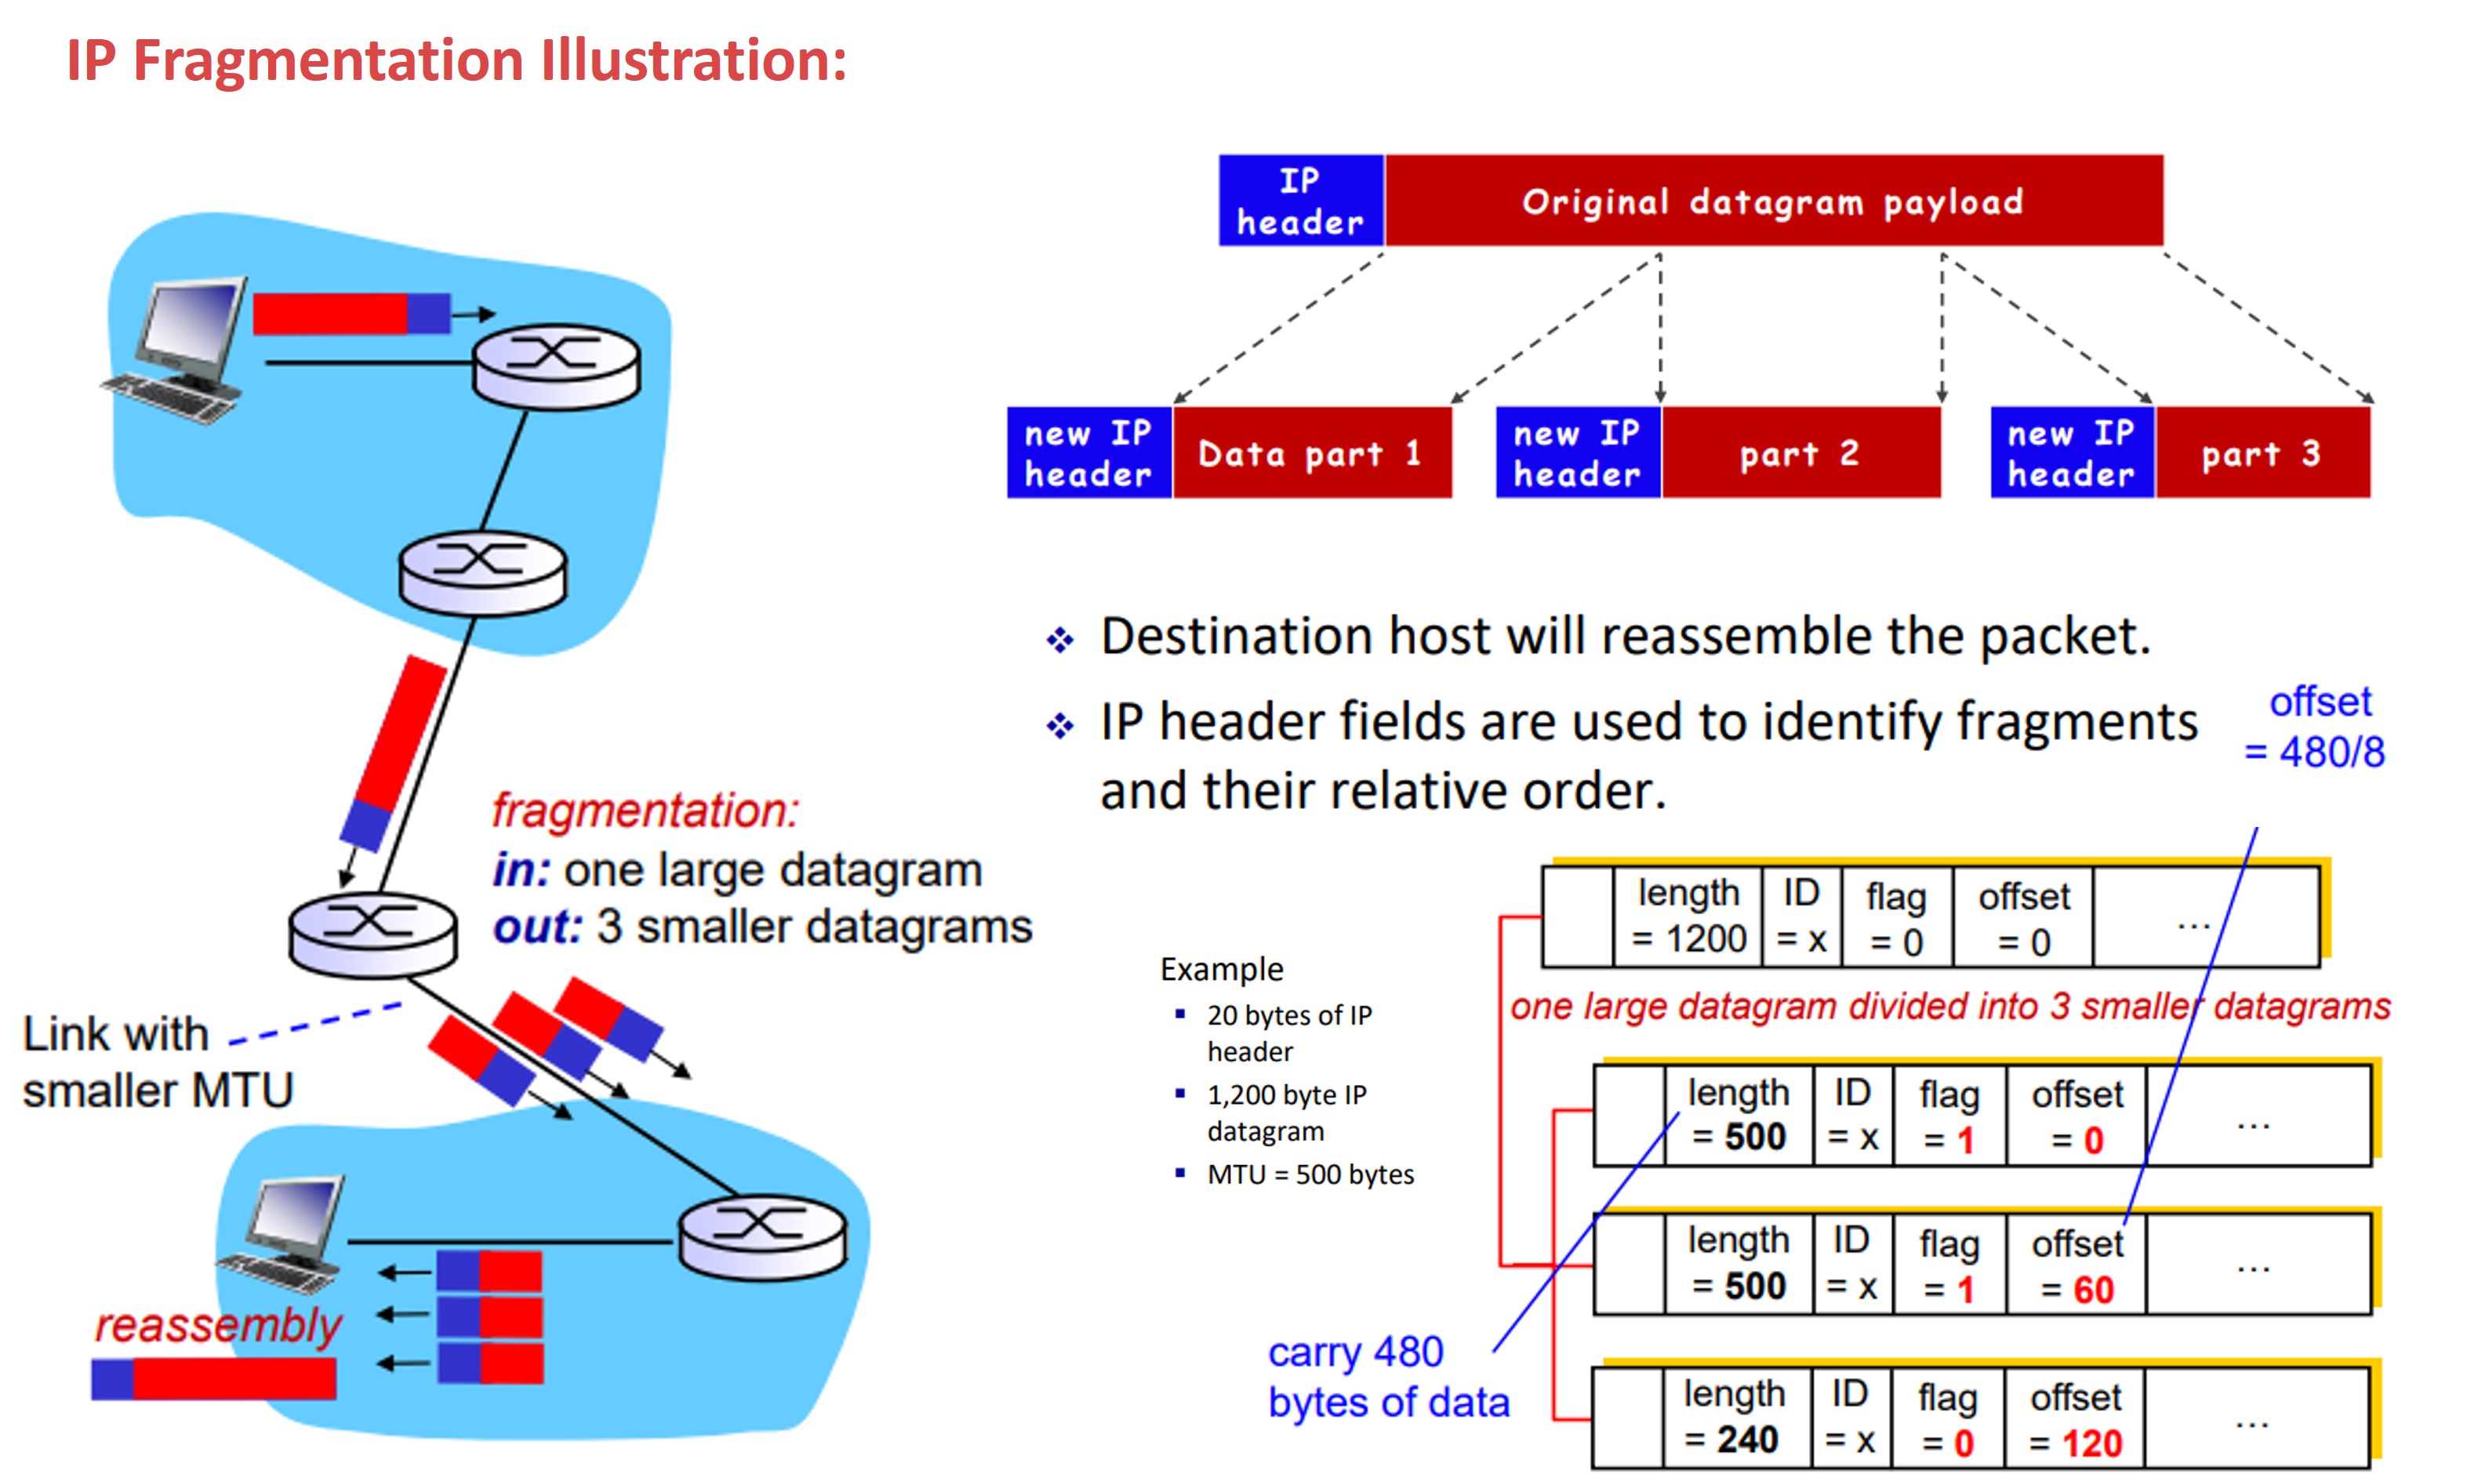 IP Fragmentation Illustration:
IP
header
Original datagram payload
new IP
header
Data part 1
new IP
header
part 2
new IP
header
part 3
❖ Destination host will reassemble the packet.
❖ IP header fields are used to identify fragments
and their relative order.
offset
= 480/8
fragmentation:
in: one large datagram
out: 3 smaller datagrams
Link with
smaller MTU
reassembly
Example
▪ 20 bytes of IP
header
▪ 1,200 byte IP
datagram
▪ MTU = 500 bytes
length ID flag offset
= 1200 = x = 0 = 0 ...
one large datagram divided into 3 smaller datagrams
length ID flag offset
= 500 = x = 1 = 0 ...
length ID flag offset
= 500 = x = 1 = 60 ...
carry 480
bytes of data
length ID flag offset
= 240 = x = 0 = 120 ...